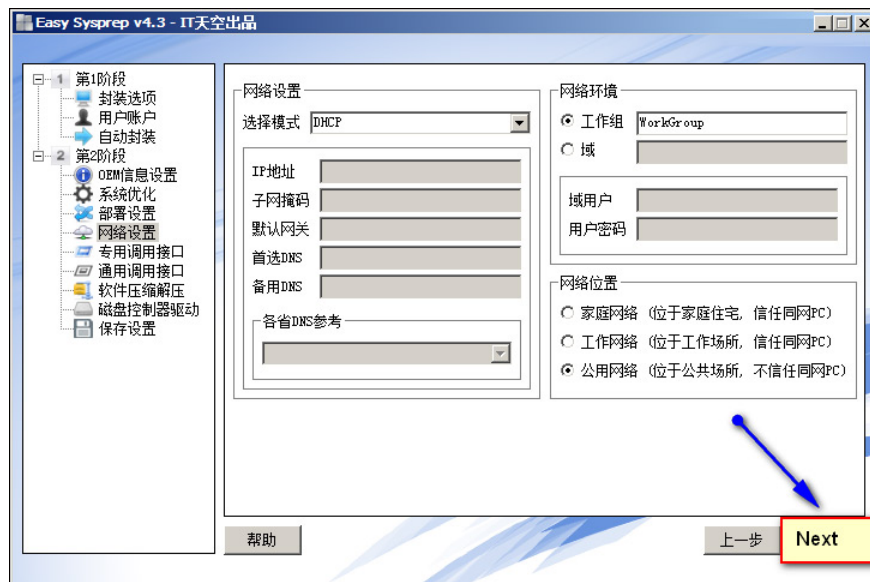 Easy Sysprep v4.3 - IT天空出品
1 第1阶段
封装选项
用户账户
自动封装
2 第2阶段
OEM信息设置
系统优化
部署设置
网络设置
专用调用接口
通用调用接口
软件压缩解压
磁盘控制器驱动
保存设置
网络设置
选择模式 DHCP
IP地址
子网掩码
默认网关
首选DNS
备用DNS
各省DNS参考
网络环境
工作组 WorkGroup
域
域用户
用户密码
网络位置
家庭网络 (位于家庭住宅, 信任同网PC)
工作网络 (位于工作场所, 信任同网PC)
公用网络 (位于公共场所, 不信任同网PC)
帮助
上一步
Next